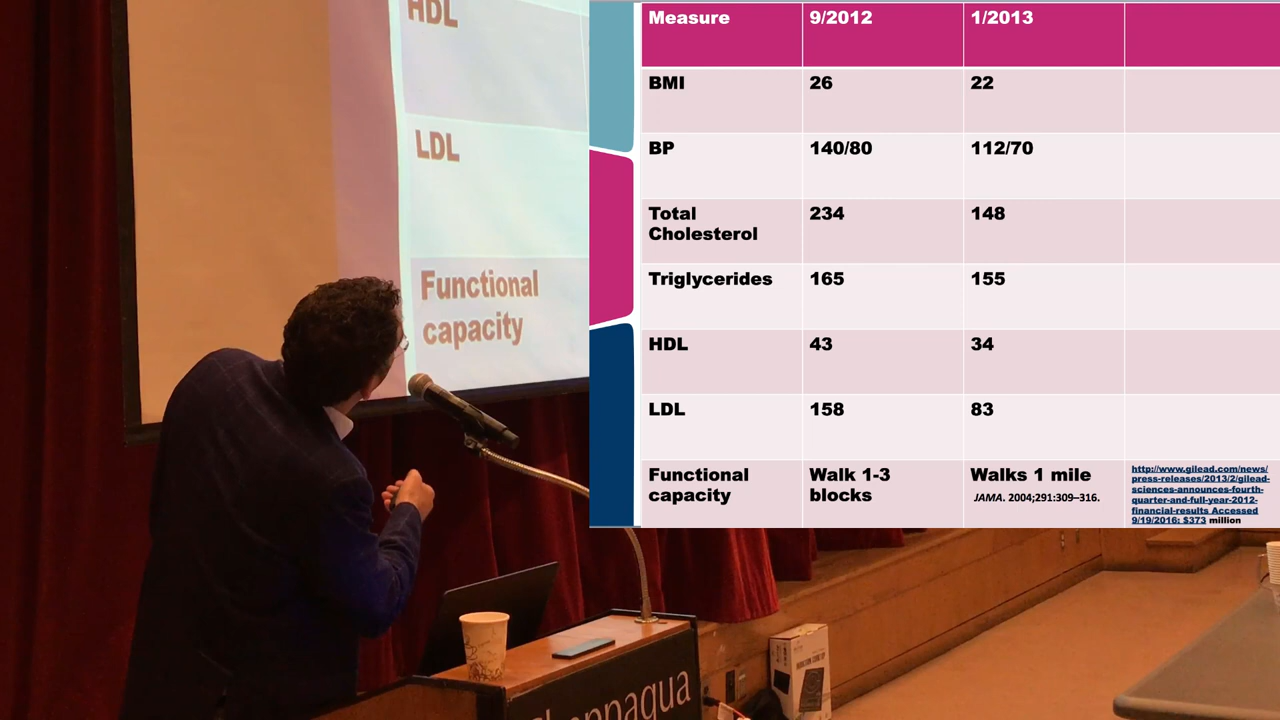 HDL
LDL
Functional
capacity
Chappaqua
Measure 9/2012 1/2013
BMI 26 22
BP 140/80 112/70
Total
Cholesterol 234 148
Triglycerides 165 155
HDL 43 34
LDL 158 83
Functional
capacity
Walk 1-3
blocks
Walks 1 mile
JAMA. 2004;291:309–316.
http://www.gilead.com/news/
press-releases/2013/2/gilead-
sciences-announces-fourth-
quarter-and-full-year-2012-
financial-results Accessed
9/19/2016: $373 million